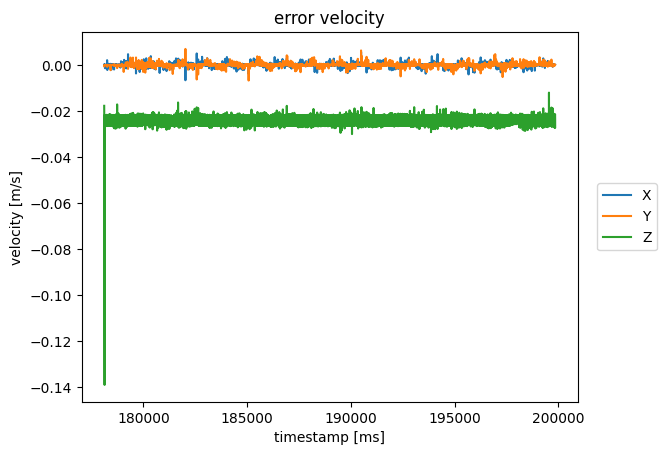 error velocity
velocity [m/s]
0.00
−0.02
−0.04
−0.06
−0.08
−0.10
−0.12
−0.14
180000
185000
190000
195000
200000
timestamp [ms]
X
Y
Z